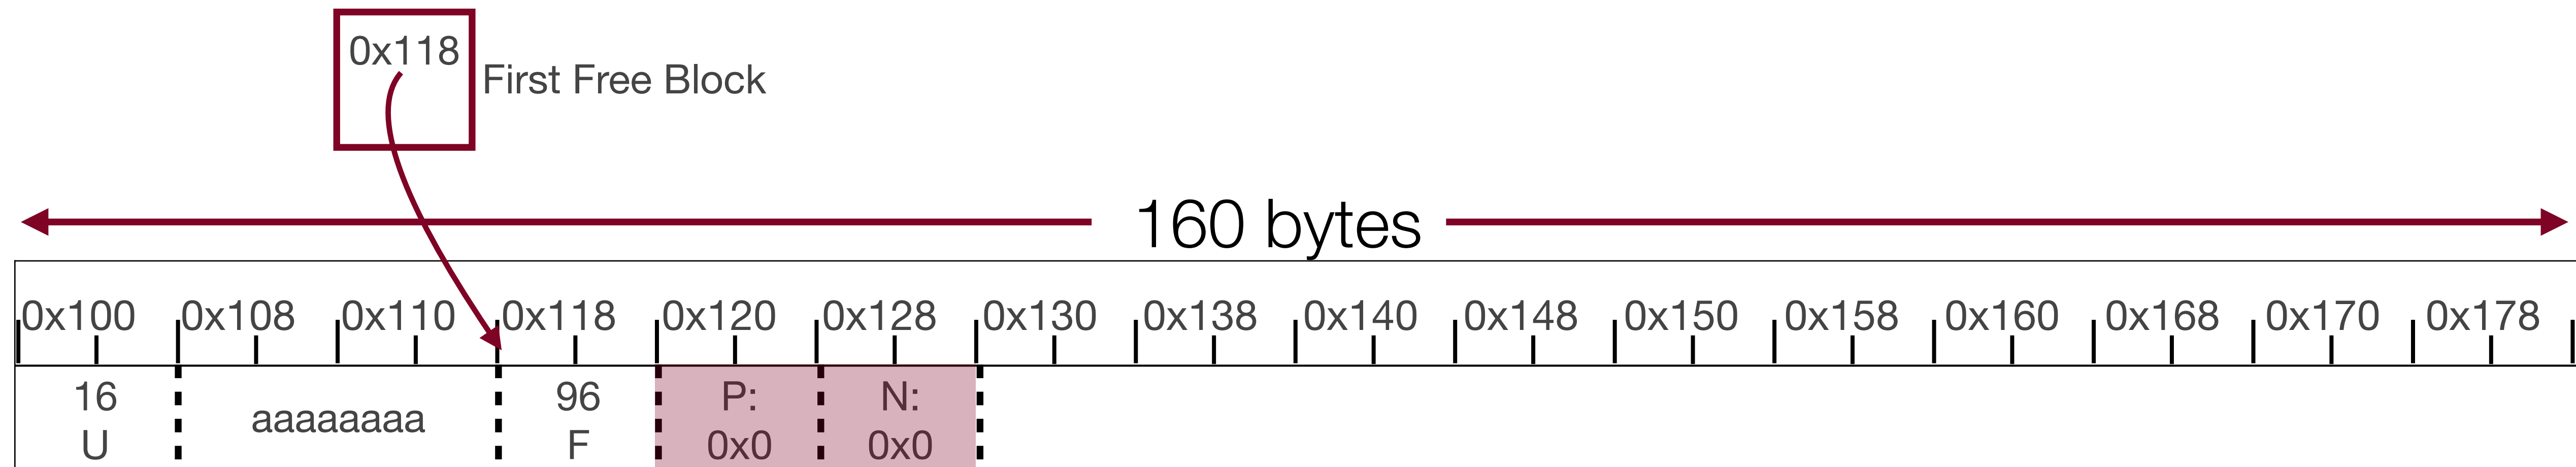 0x118
First Free Block
160 bytes
0x100 0x108 0x110 0x118 0x120 0x128 0x130 0x138 0x140 0x148 0x150 0x158 0x160 0x168 0x170 0x178
16 aaaaaaaa 96 P: N:
U F 0x0 0x0